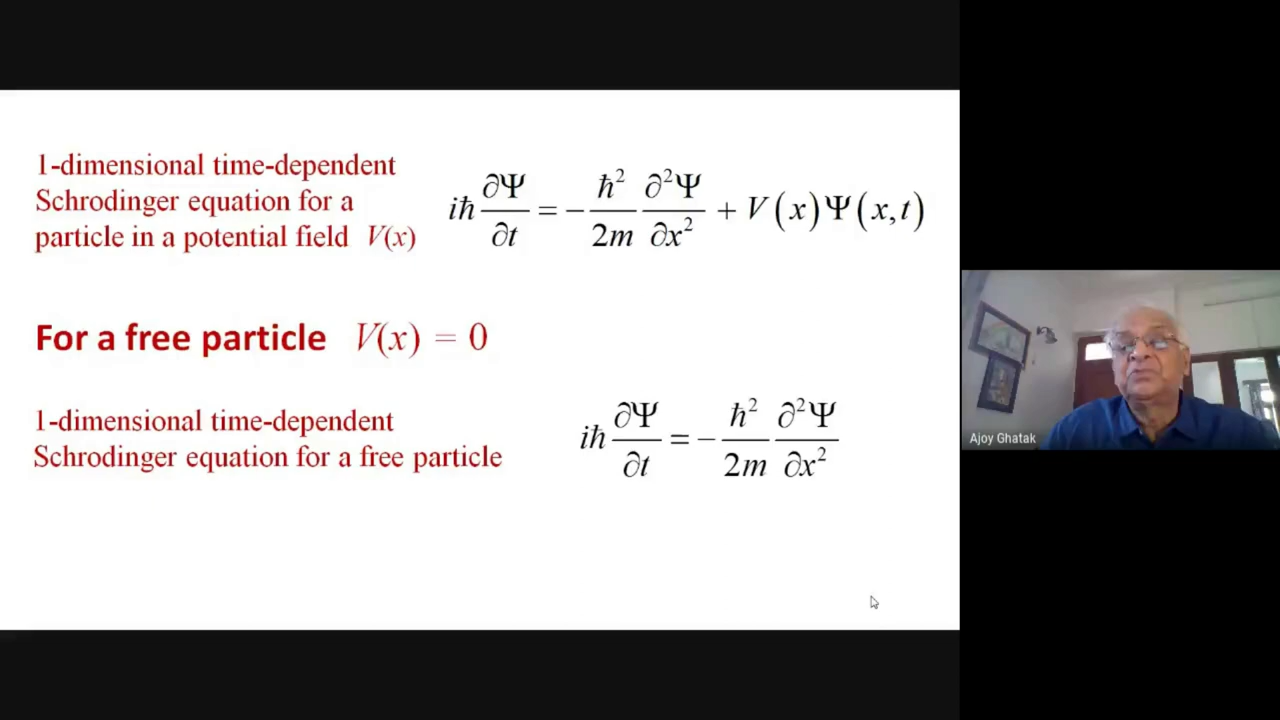 1-dimensional time-dependent
Schrodinger equation for a
particle in a potential field V(x)
iħ ∂Ψ/∂t = − ħ²/2m ∂²Ψ/∂x² + V(x)Ψ(x,t)
For a free particle V(x) = 0
1-dimensional time-dependent
Schrodinger equation for a free particle
iħ ∂Ψ/∂t = − ħ²/2m ∂²Ψ/∂x²
Ajoy Ghatak